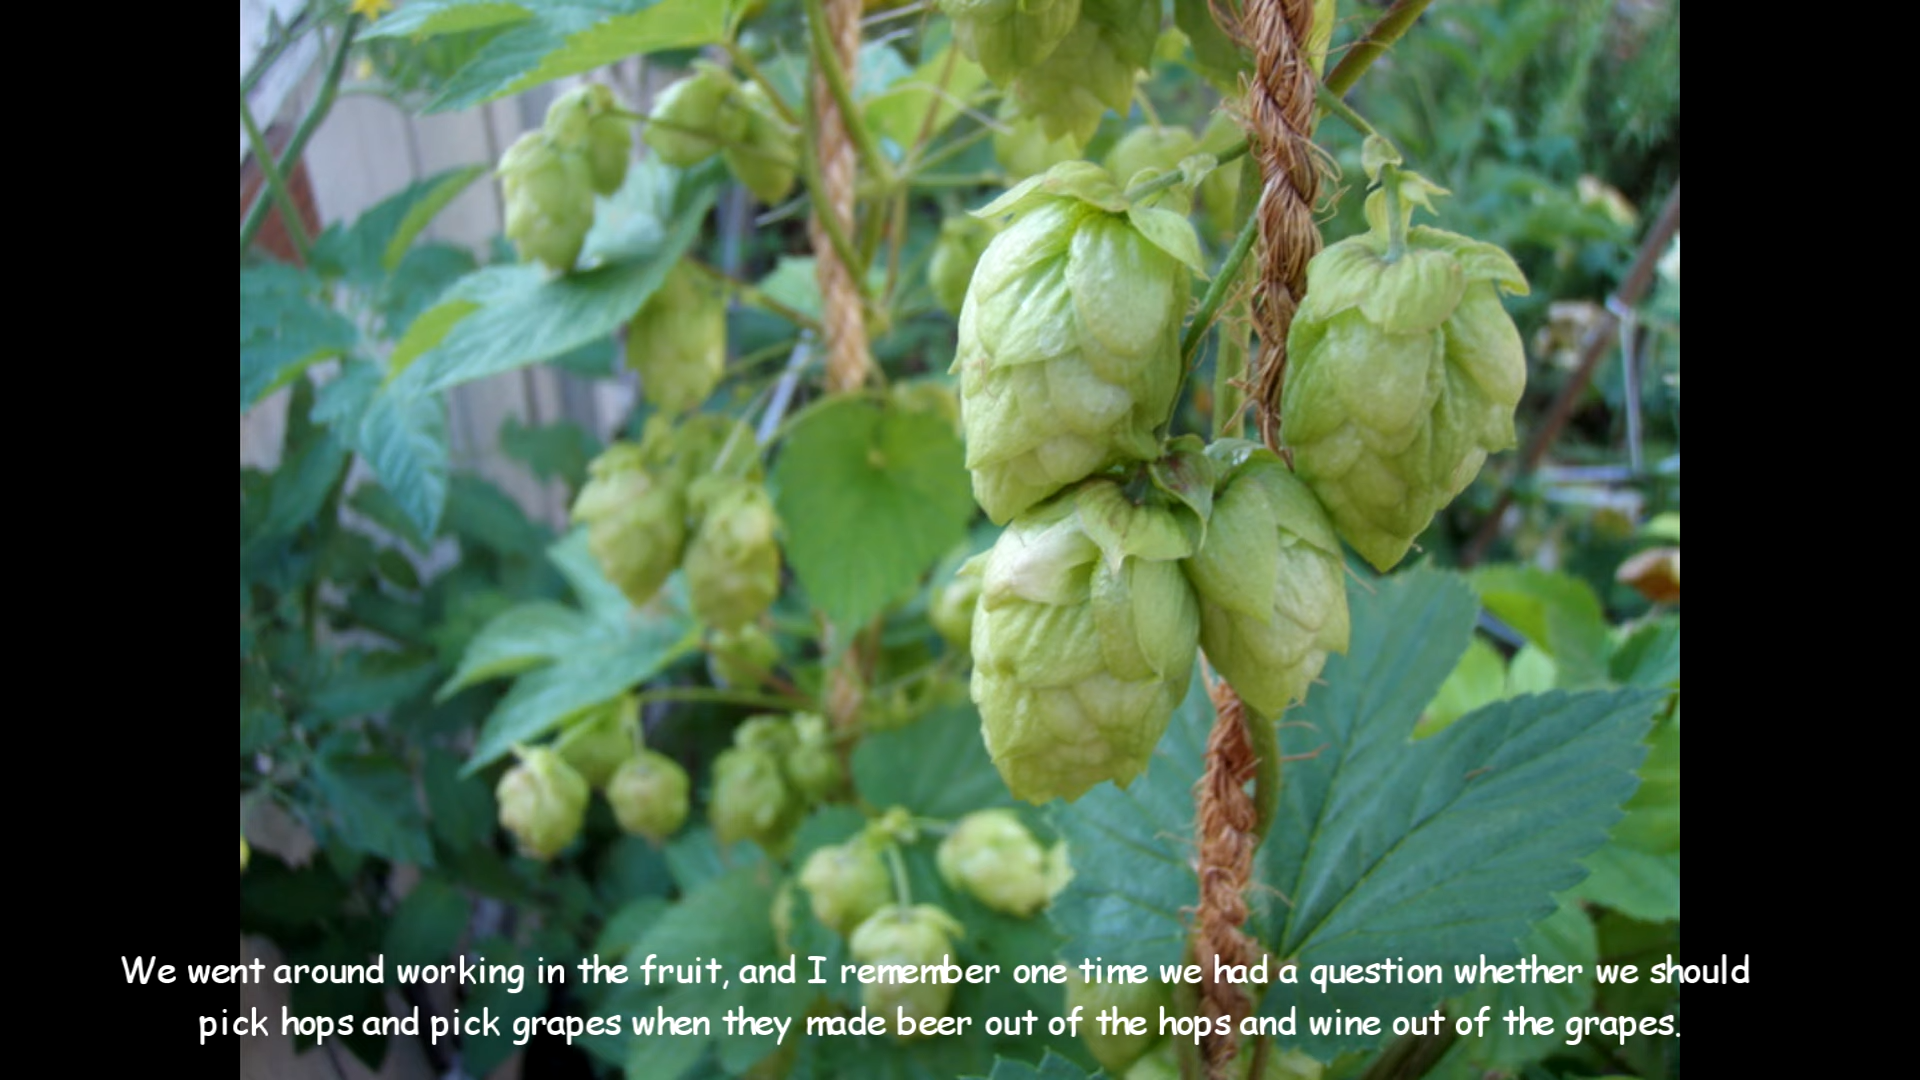 We went around working in the fruit, and I remember one time we had a question whether we should
pick hops and pick grapes when they made beer out of the hops and wine out of the grapes.